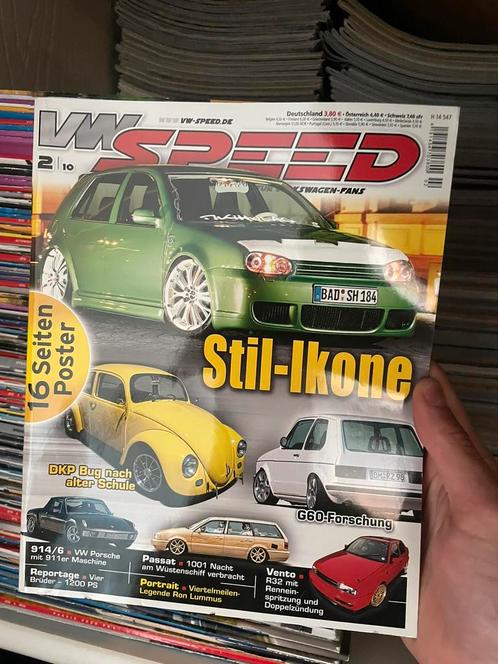 WWW.VW-SPEED.DE
Deutschland 3,80 € • Österreich 4,40 € • Schweiz 7,60 sfr
H 14 547
VW SPEED
2|10
LKSWAGEN-FANS
BAD SH 184
16 Seiten
Poster
Stil-Ikone
DKP Bug nach
alter Schule
G60-Forschung
914/6 • VW Porsche
mit 911er Maschine
Reportage • Vier
Brüder – 1200 PS
Passat • 1001 Nacht
am Wüstenschiff verbracht
Portrait • Viertelmeilen-
Legende Ron Lummus
Vento •
R32 mit
Rennein-
spritzung und
Doppelzündung